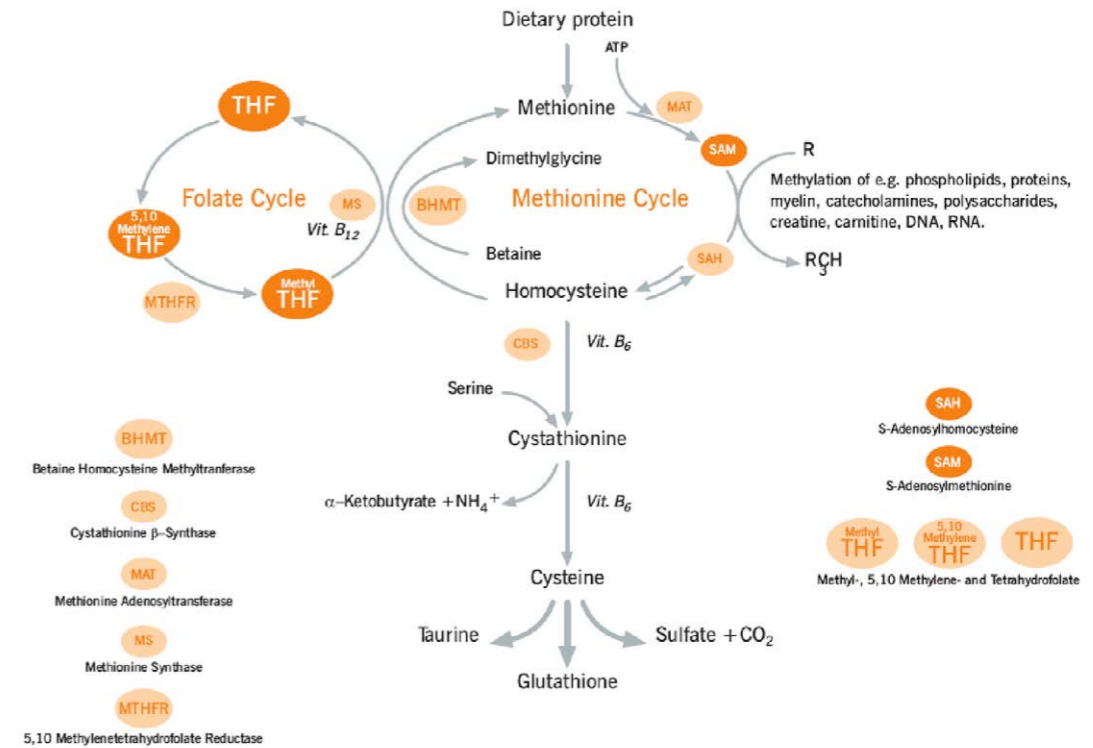 Dietary protein
ATP
Methionine
MAT
THF
SAM
R
Dimethylglycine
Methylation of e.g. phospholipids, proteins,
myelin, catecholamines, polysaccharides,
creatine, carnitine, DNA, RNA.
Folate Cycle
MS
BHMT
Methionine Cycle
Vit. B12
5,10
Methylene
THF
Betaine
SAH
R3CH
Methyl
THF
Homocysteine
MTHFR
CBS
Vit. B6
Serine
Cystathionine
α–Ketobutyrate +NH4+
Vit. B6
Cysteine
Taurine
Sulfate +CO2
Glutathione
BHMT
Betaine Homocysteine Methyltranferase
CBS
Cystathionine β–Synthase
MAT
Methionine Adenosyltransferase
MS
Methionine Synthase
MTHFR
5,10 Methylenetetrahydrofolate Reductase
SAH
S-Adenosylhomocysteine
SAM
S-Adenosylmethionine
Methyl
THF
5,10
Methylene
THF
THF
Methyl-, 5,10 Methylene- and Tetrahydrofolate